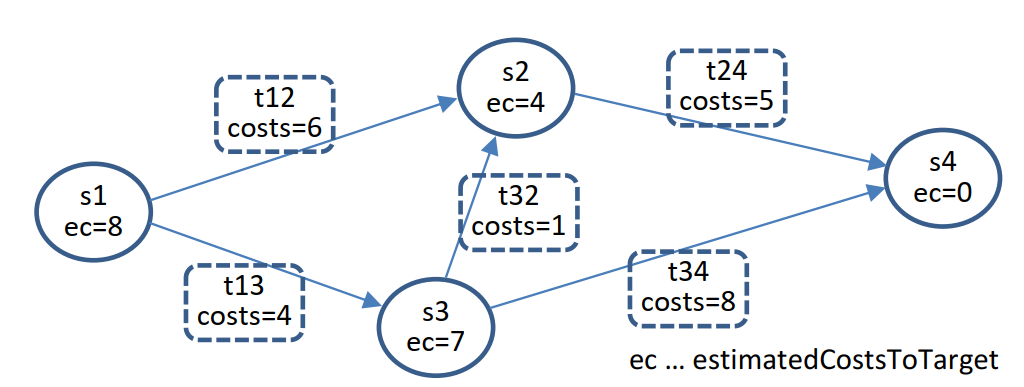 s2
ec=4
t24
costs=5
t12
costs=6
s4
ec=0
s1
ec=8
t32
costs=1
t13
costs=4
t34
costs=8
s3
ec=7
ec ... estimatedCostsToTarget